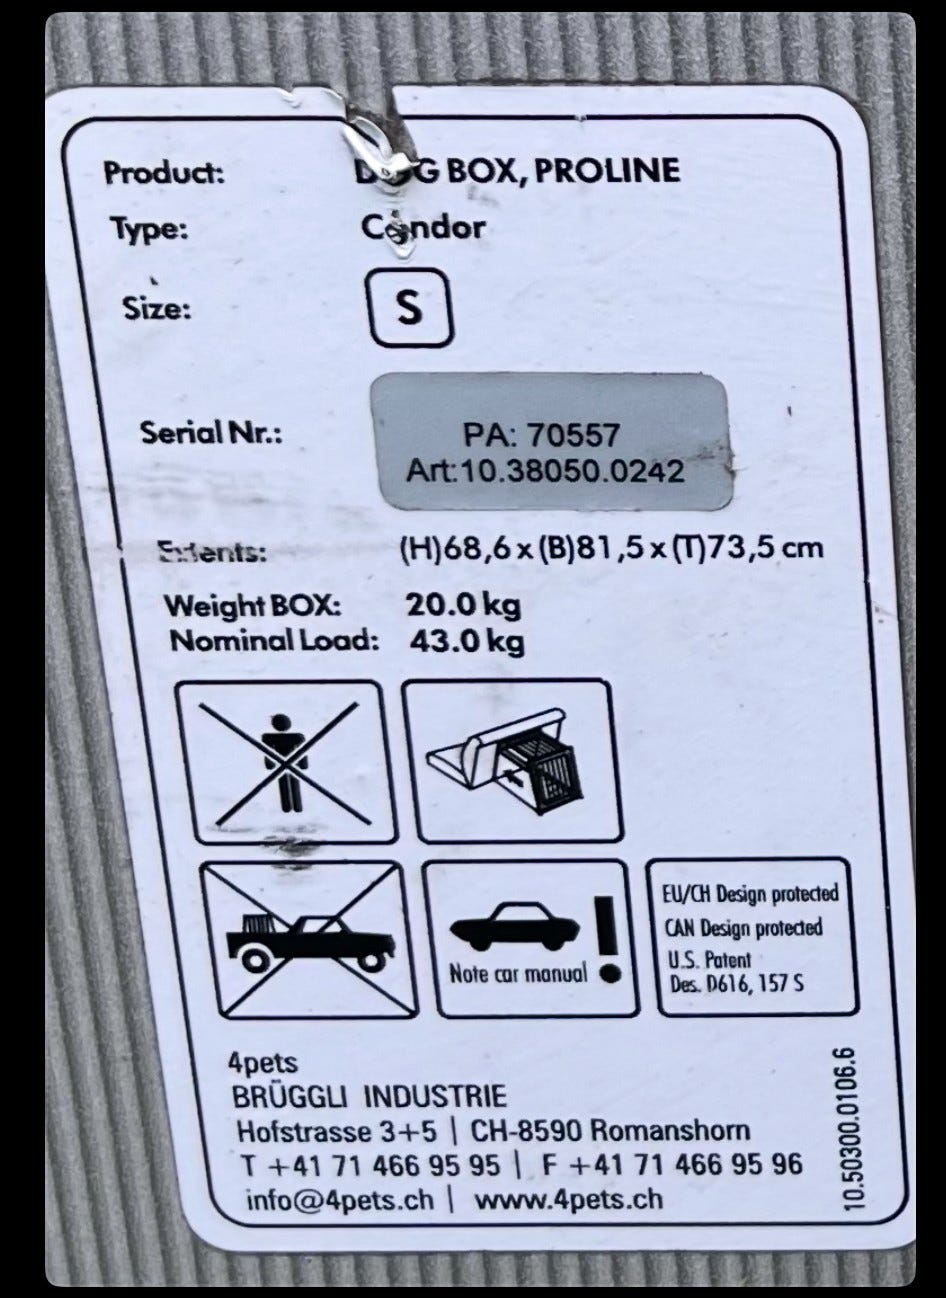 Product: DOG BOX, PROLINE
Type: Condor
Size: S
Serial Nr.: PA: 70557
Art:10.38050.0242
Extents: (H)68,6 x (B)81,5 x (T)73,5 cm
Weight BOX: 20.0 kg
Nominal Load: 43.0 kg
Note car manual
EU/CH Design protected
CAN Design protected
U.S. Patent
Des. D616, 157 S
4pets
BRÜGGLI INDUSTRIE
Hofstrasse 3+5 | CH-8590 Romanshorn
T +41 71 466 95 95 | F +41 71 466 95 96
info@4pets.ch | www.4pets.ch
10.50300.0106.6